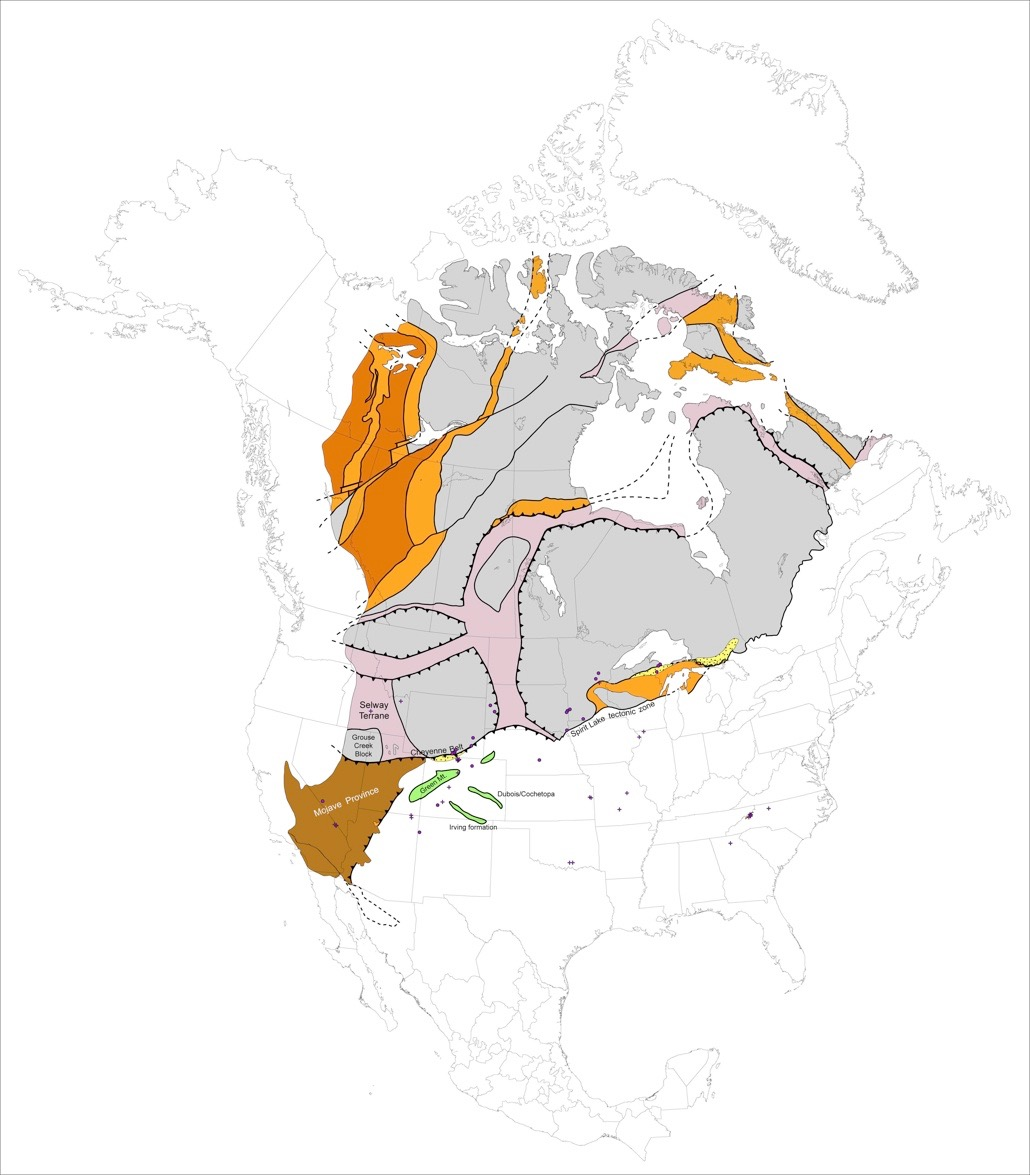 Selway
Terrane
Grouse
Creek
Block
Cheyenne Belt
Spirit Lake tectonic zone
Mojave Province
Green Mt.
Dubois/Cochetopa
Irving formation